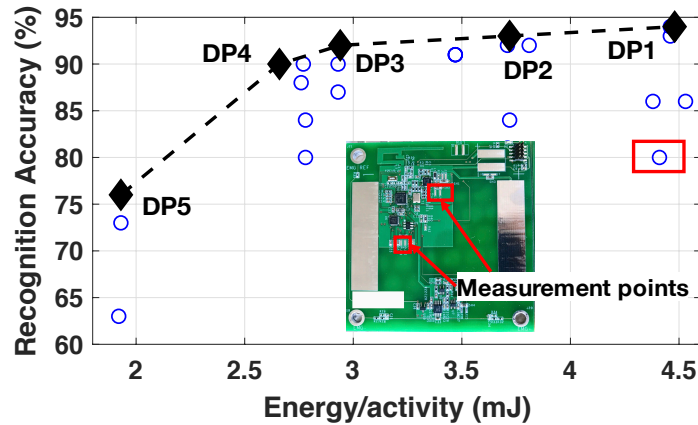 95
90
85
80
75
70
65
60
Recognition Accuracy (%)
DP4
DP3
DP2
DP1
DP5
Measurement points
2
2.5
3
3.5
4
4.5
Energy/activity (mJ)